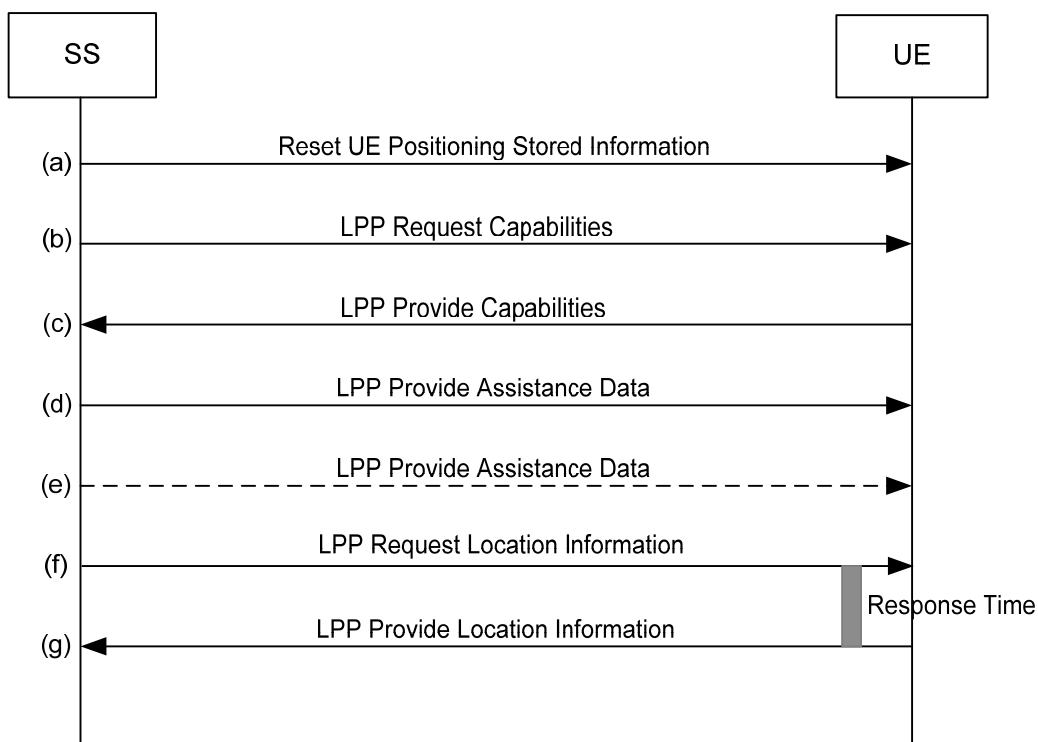 SS
UE
Reset UE Positioning Stored Information
(a)
LPP Request Capabilities
(b)
LPP Provide Capabilities
(c)
LPP Provide Assistance Data
(d)
LPP Provide Assistance Data
(e)
LPP Request Location Information
(f)
Response Time
LPP Provide Location Information
(g)